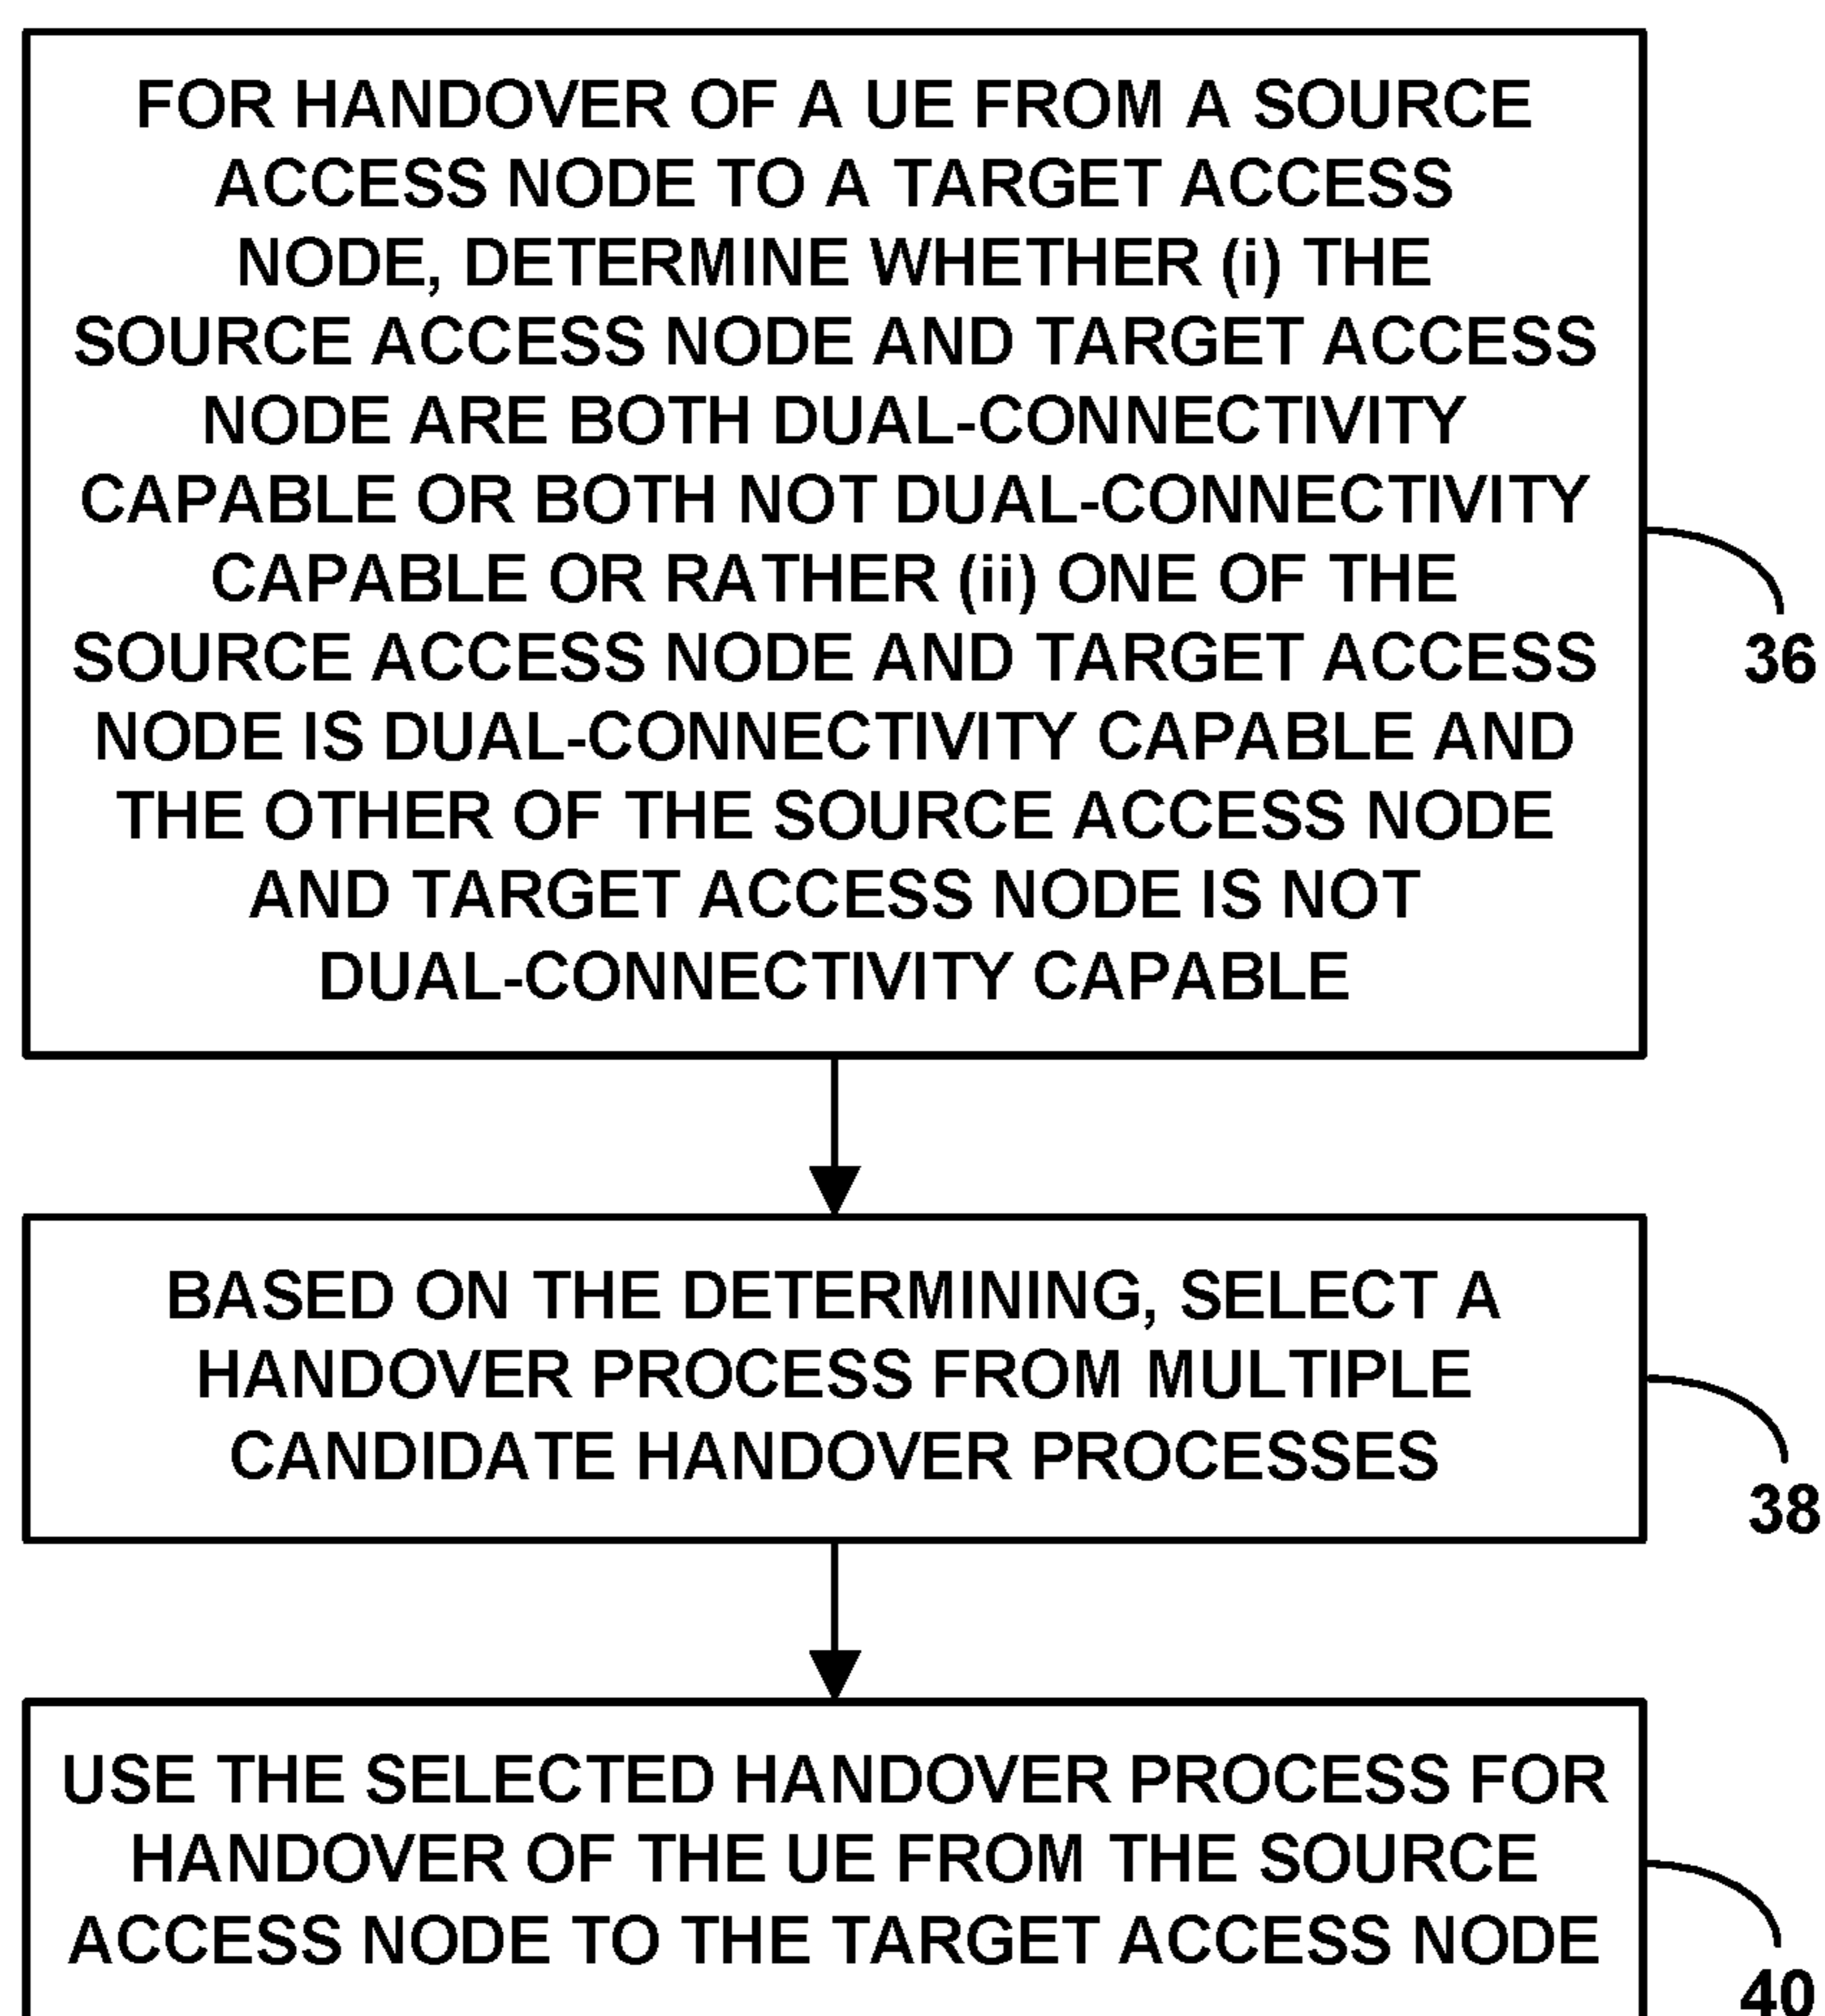 FOR HANDOVER OF A UE FROM A SOURCE
ACCESS NODE TO A TARGET ACCESS
NODE, DETERMINE WHETHER (i) THE
SOURCE ACCESS NODE AND TARGET ACCESS
NODE ARE BOTH DUAL-CONNECTIVITY
CAPABLE OR BOTH NOT DUAL-CONNECTIVITY
CAPABLE OR RATHER (ii) ONE OF THE
SOURCE ACCESS NODE AND TARGET ACCESS
NODE IS DUAL-CONNECTIVITY CAPABLE AND
THE OTHER OF THE SOURCE ACCESS NODE
AND TARGET ACCESS NODE IS NOT
DUAL-CONNECTIVITY CAPABLE
36
BASED ON THE DETERMINING, SELECT A
HANDOVER PROCESS FROM MULTIPLE
CANDIDATE HANDOVER PROCESSES
38
USE THE SELECTED HANDOVER PROCESS FOR
HANDOVER OF THE UE FROM THE SOURCE
ACCESS NODE TO THE TARGET ACCESS NODE
40